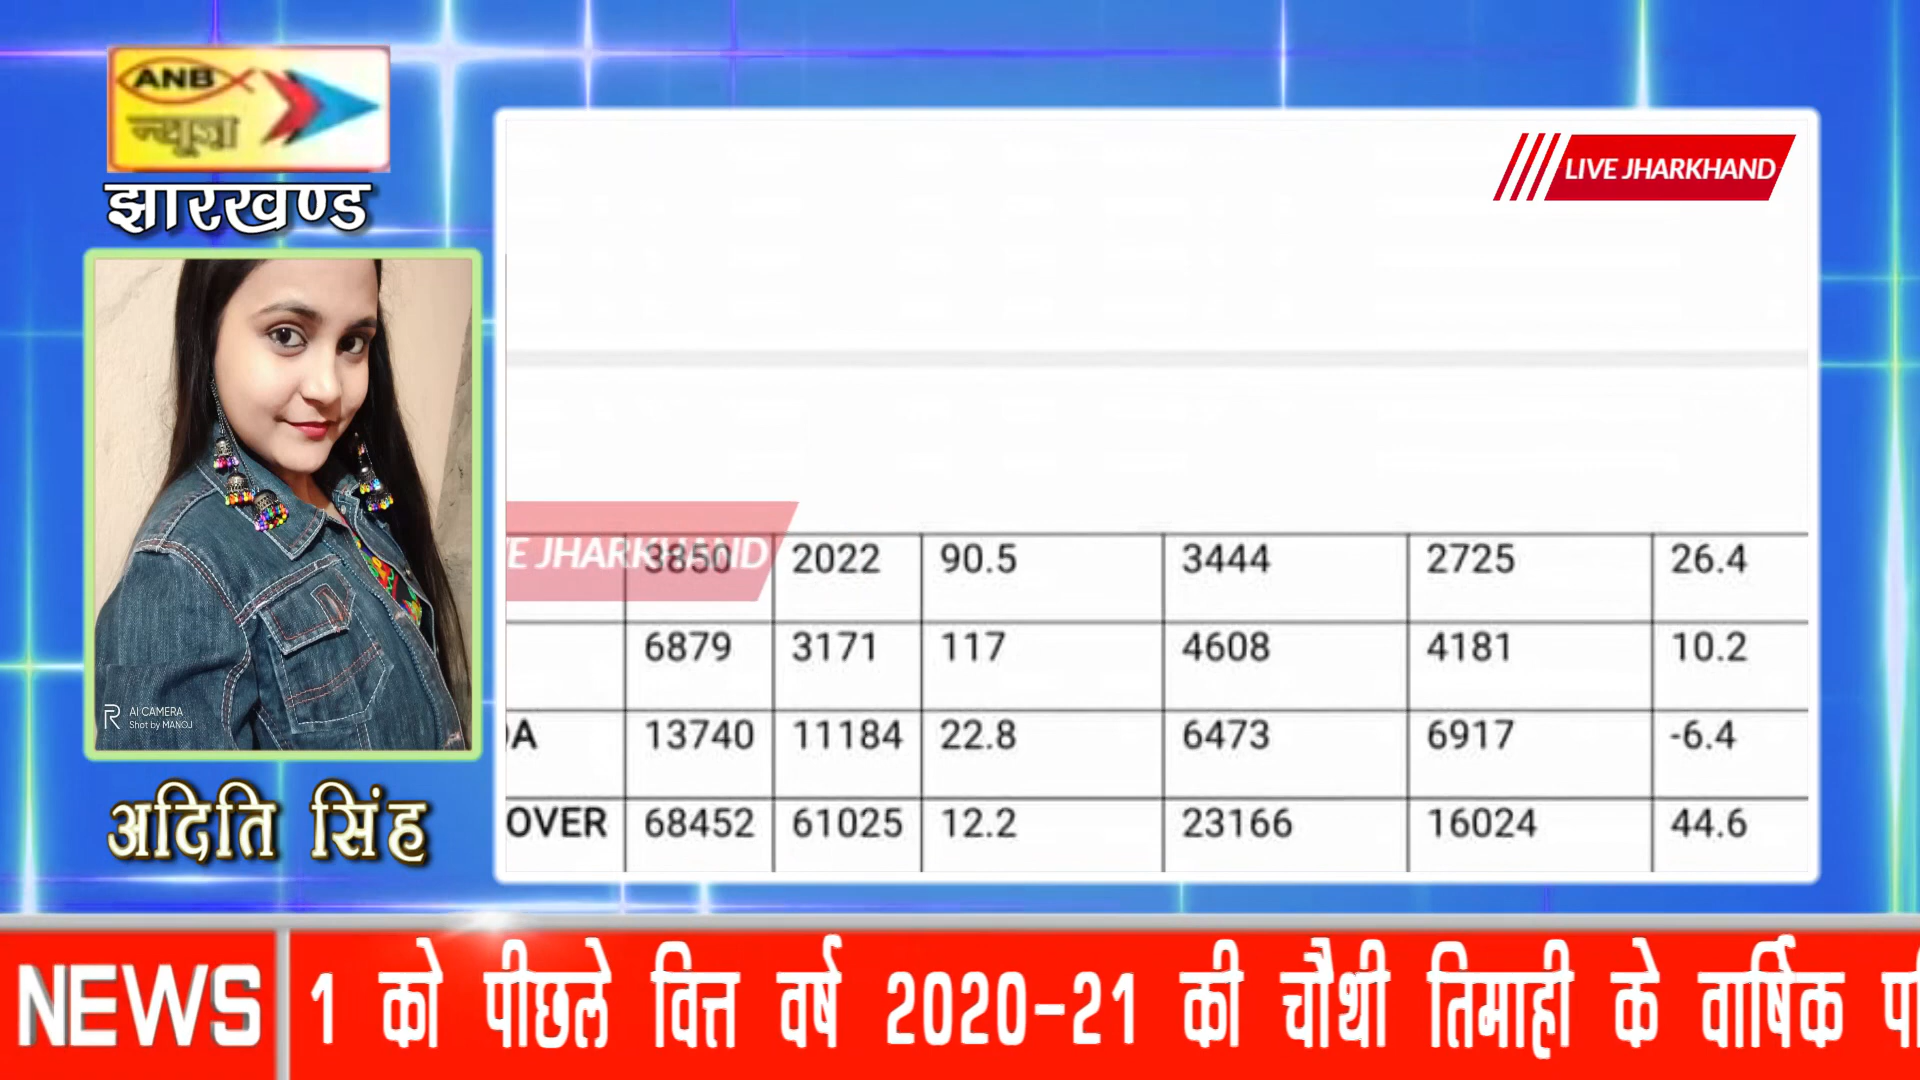 ANB
न्यूज़
झारखण्ड
LIVE JHARKHAND
E JHARKHAND
3850 2022 90.5 3444 2725 26.4
6879 3171 117 4608 4181 10.2
DA 13740 11184 22.8 6473 6917 -6.4
OVER 68452 61025 12.2 23166 16024 44.6
AI CAMERA
Shot by MANOJ
अदिति सिंह
NEWS 1 को पीछले वित्त वर्ष 2020-21 की चौथी तिमाही के वार्षिक